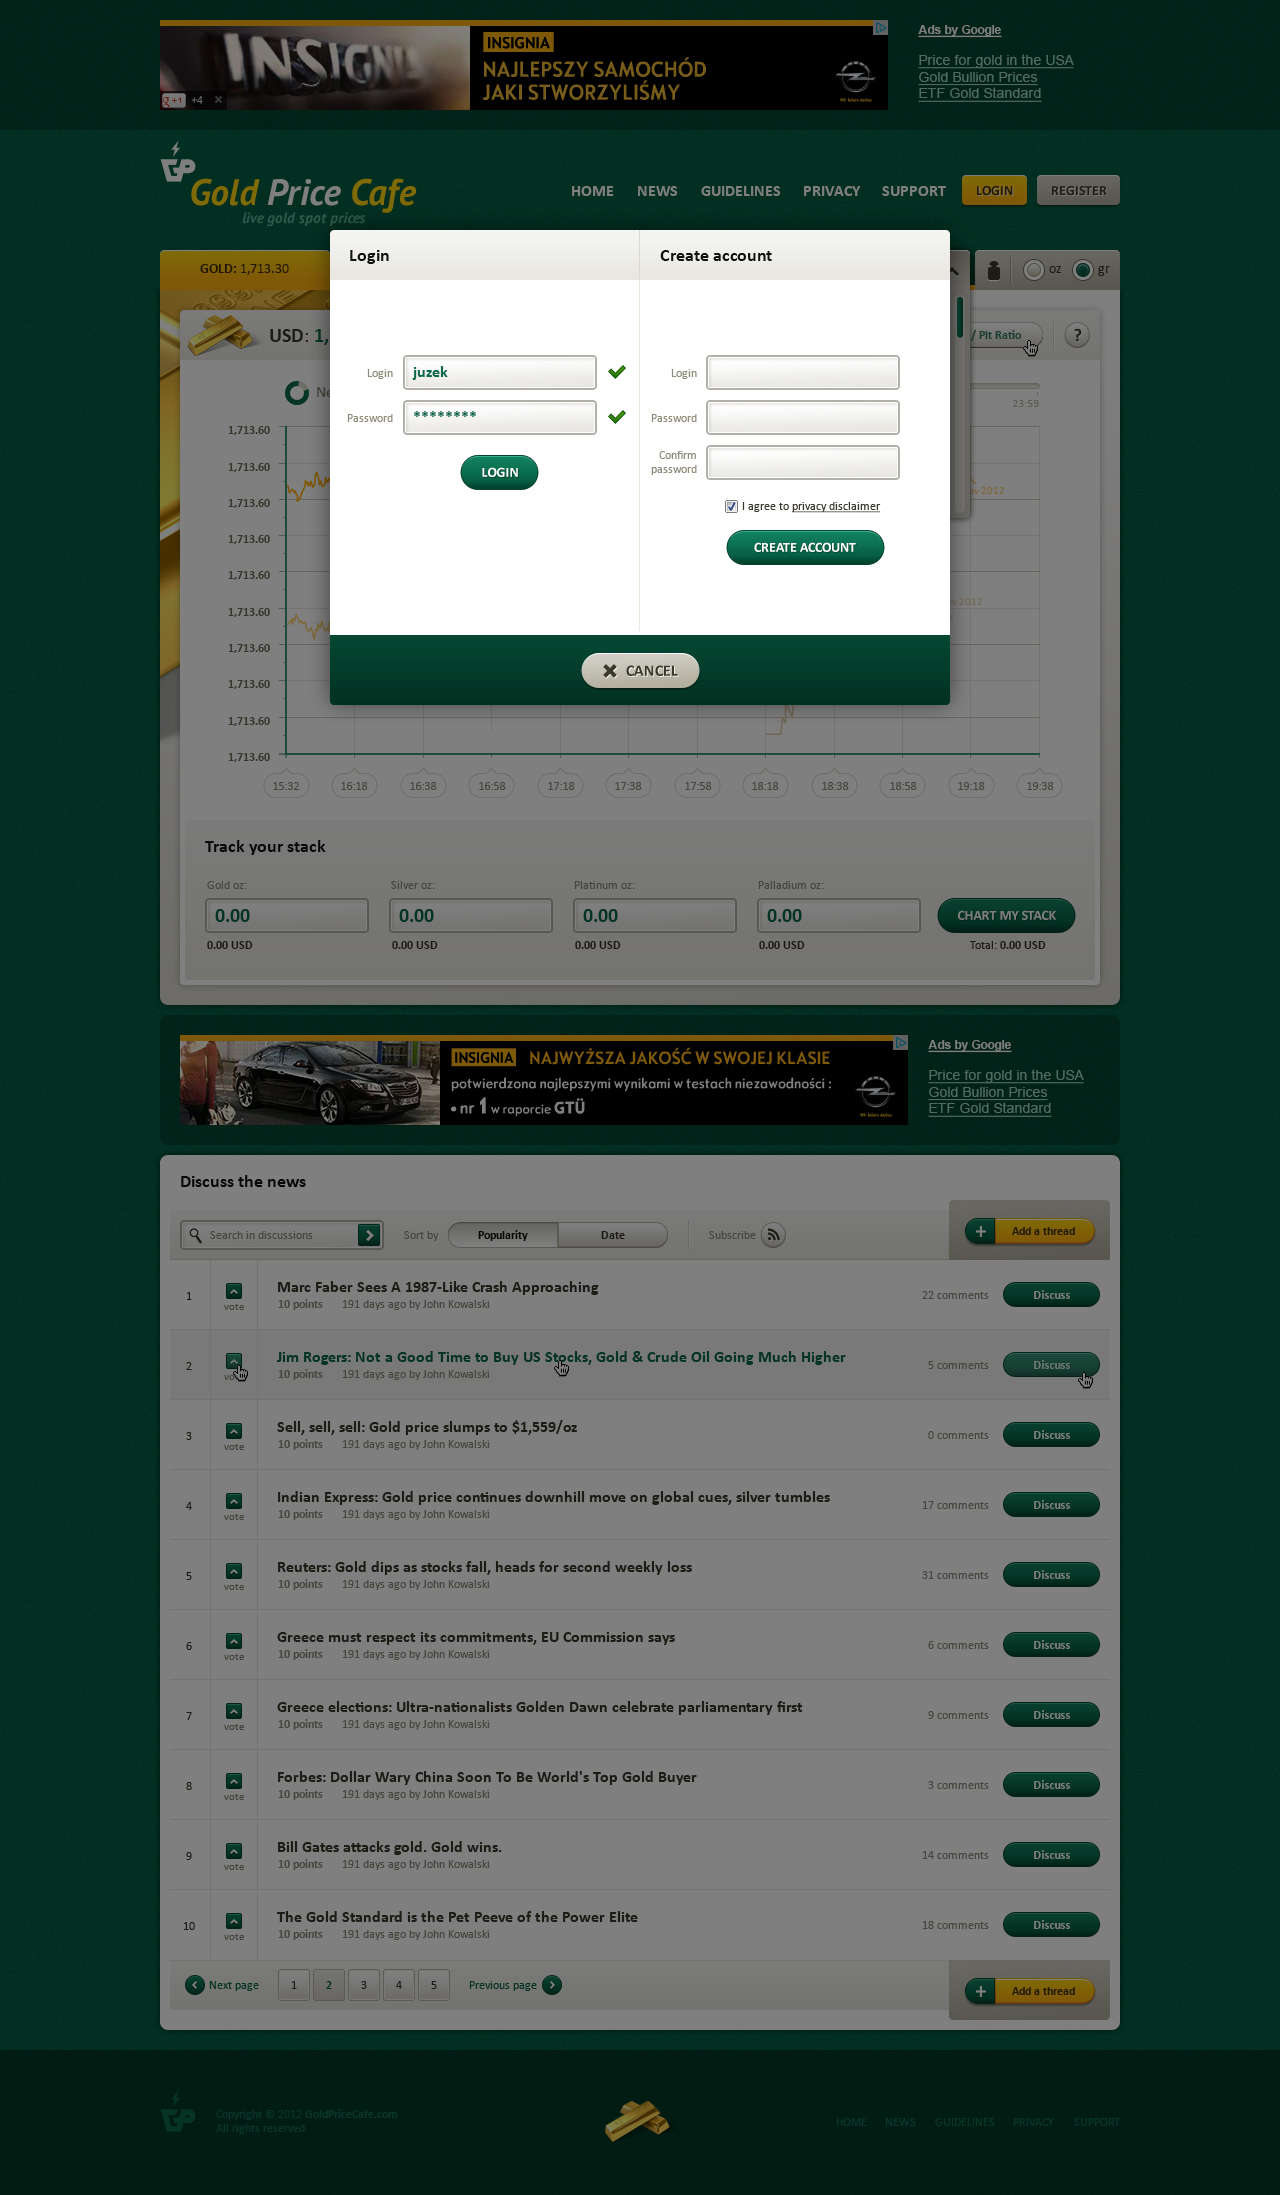 INSIGNIA
INSIGNIA
NAJLEPSZY SAMOCHÓD
JAKI STWORZYLIŚMY
Wir leben Autos.
+1 +4
Ads by Google
Price for gold in the USA
Gold Bullion Prices
ETF Gold Standard
GP
Gold Price Cafe
live gold spot prices
HOME NEWS GUIDELINES PRIVACY SUPPORT LOGIN REGISTER
GOLD: 1,713.30
oz gr
USD: 1,
/ Plt Ratio ?
Ne
23:59
Login
Create account
Login juzek
Password ********
LOGIN
Login
Password
Confirm
password
I agree to privacy disclaimer
CREATE ACCOUNT
CANCEL
1,713.60
1,713.60
1,713.60
1,713.60
1,713.60
1,713.60
1,713.60
1,713.60
1,713.60
1,713.60
v 2012
v 2012
15:32 16:18 16:38 16:58 17:18 17:38 17:58 18:18 18:38 18:58 19:18 19:38
Track your stack
Gold oz: Silver oz: Platinum oz: Palladium oz:
0.00 0.00 0.00 0.00 CHART MY STACK
0.00 USD 0.00 USD 0.00 USD 0.00 USD Total: 0.00 USD
INSIGNIA NAJWYŻSZA JAKOŚĆ W SWOJEJ KLASIE
potwierdzona najlepszymi wynikami w testach niezawodności :
• nr 1 w raporcie GTÜ
Wir leben Autos.
Ads by Google
Price for gold in the USA
Gold Bullion Prices
ETF Gold Standard
Discuss the news
Search in discussions Sort by Popularity Date Subscribe Add a thread
1 vote Marc Faber Sees A 1987-Like Crash Approaching 22 comments Discuss
10 points 191 days ago by John Kowalski
2 Jim Rogers: Not a Good Time to Buy US Stocks, Gold & Crude Oil Going Much Higher 5 comments Discuss
10 points 191 days ago by John Kowalski
3 vote Sell, sell, sell: Gold price slumps to $1,559/oz 0 comments Discuss
10 points 191 days ago by John Kowalski
4 vote Indian Express: Gold price continues downhill move on global cues, silver tumbles 17 comments Discuss
10 points 191 days ago by John Kowalski
5 vote Reuters: Gold dips as stocks fall, heads for second weekly loss 31 comments Discuss
10 points 191 days ago by John Kowalski
6 vote Greece must respect its commitments, EU Commission says 6 comments Discuss
10 points 191 days ago by John Kowalski
7 vote Greece elections: Ultra-nationalists Golden Dawn celebrate parliamentary first 9 comments Discuss
10 points 191 days ago by John Kowalski
8 vote Forbes: Dollar Wary China Soon To Be World's Top Gold Buyer 3 comments Discuss
10 points 191 days ago by John Kowalski
9 vote Bill Gates attacks gold. Gold wins. 14 comments Discuss
10 points 191 days ago by John Kowalski
10 vote The Gold Standard is the Pet Peeve of the Power Elite 18 comments Discuss
10 points 191 days ago by John Kowalski
Next page 1 2 3 4 5 Previous page Add a thread
GP
Copyright © 2012 GoldPriceCafe.com
All rights reserved
HOME NEWS GUIDELINES PRIVACY SUPPORT